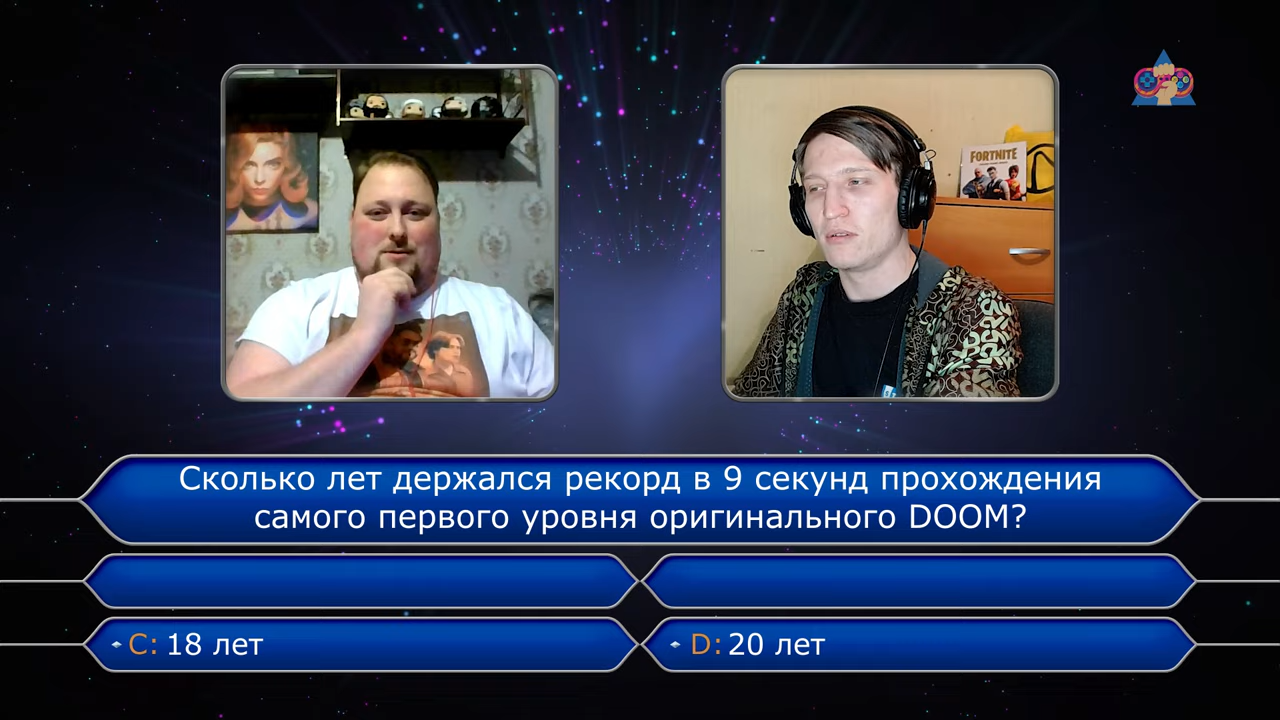 FORTNITE
Сколько лет держался рекорд в 9 секунд прохождения
самого первого уровня оригинального DOOM?
C: 18 лет
D: 20 лет